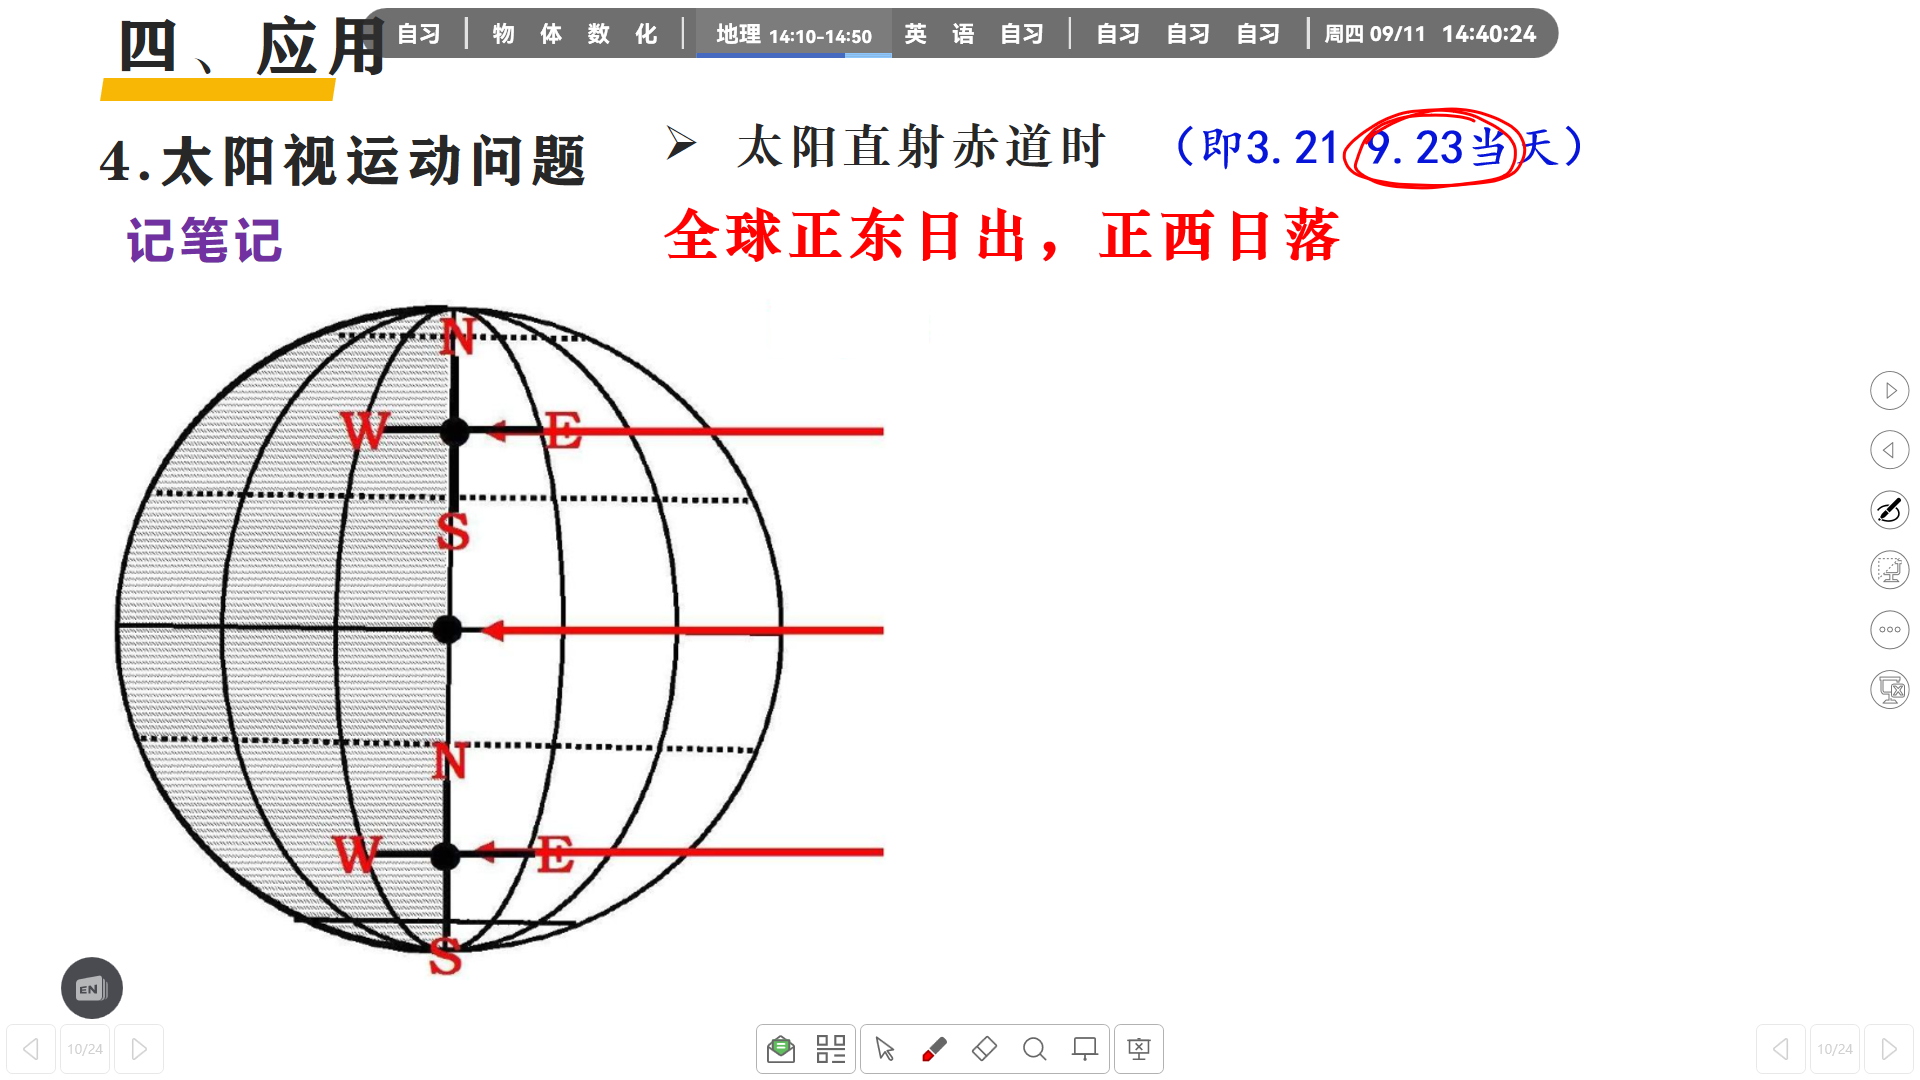 四、应用
自习 | 物 体 数 化 | 地理 14:10-14:50 英 语 自习 | 自习 自习 自习 | 周四 09/11 14:40:24
4.太阳视运动问题
➢ 太阳直射赤道时 （即3.21 9.23当天）
记笔记
全球正东日出，正西日落
N
W E
S
N
W E
S
EN
10/24
10/24